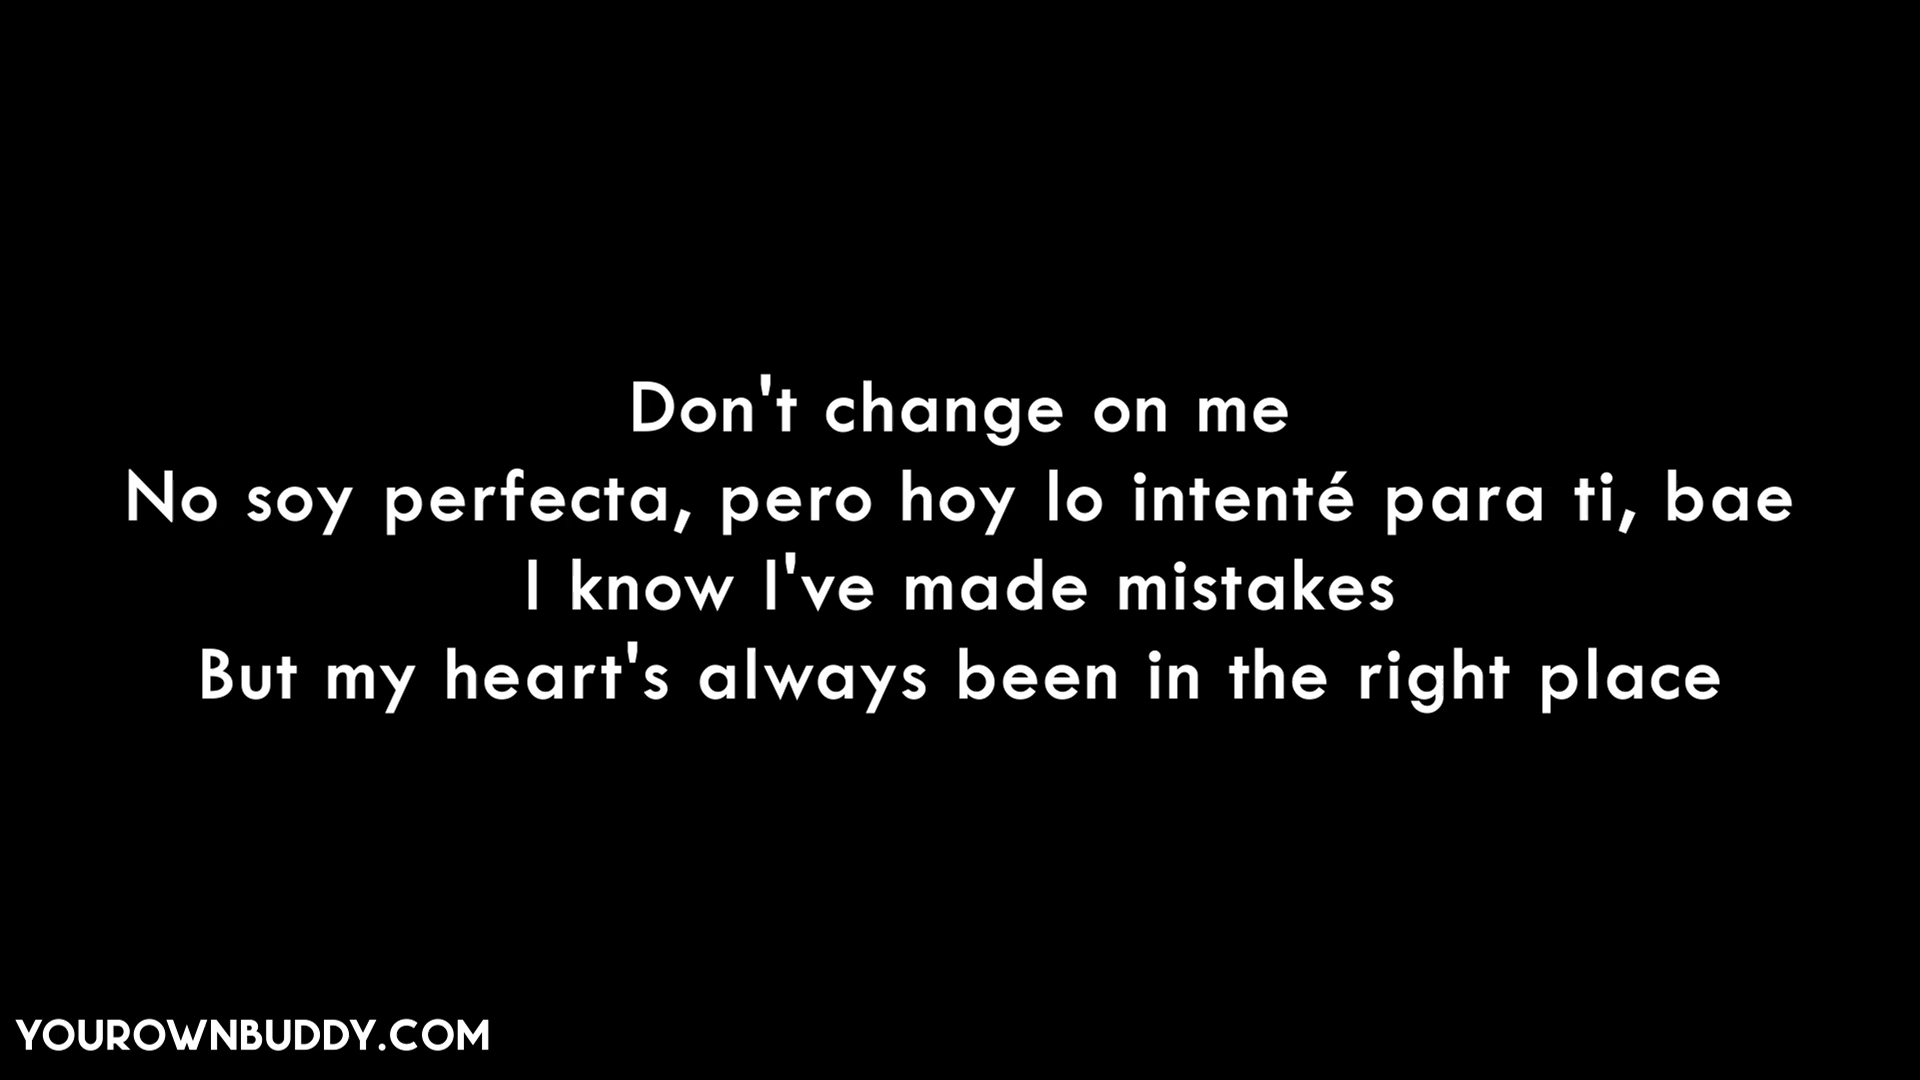 Don't change on me
No soy perfecta, pero hoy lo intenté para ti, bae
I know I've made mistakes
But my heart's always been in the right place
YOUROWNBUDDY.COM